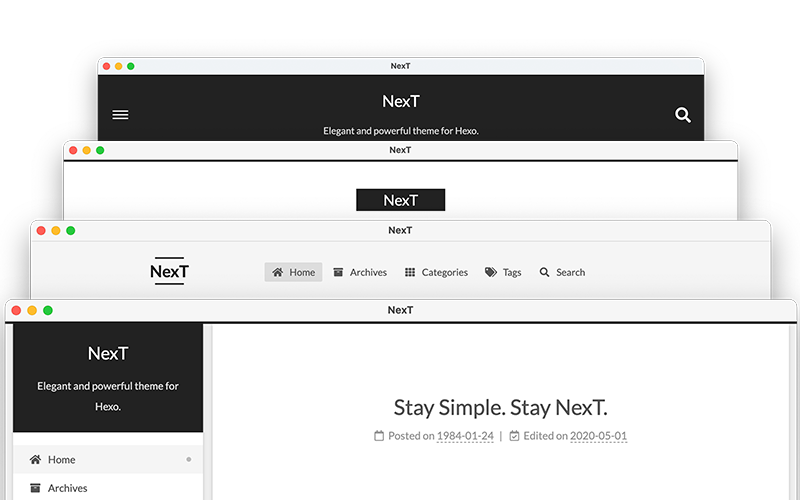 NexT
NexT
Elegant and powerful theme for Hexo.
NexT
NexT
NexT
NexT
Home Archives Categories Tags Search
NexT
NexT
Elegant and powerful theme for
Hexo.
Home
Archives
Stay Simple. Stay NexT.
Posted on 1984-01-24 | Edited on 2020-05-01